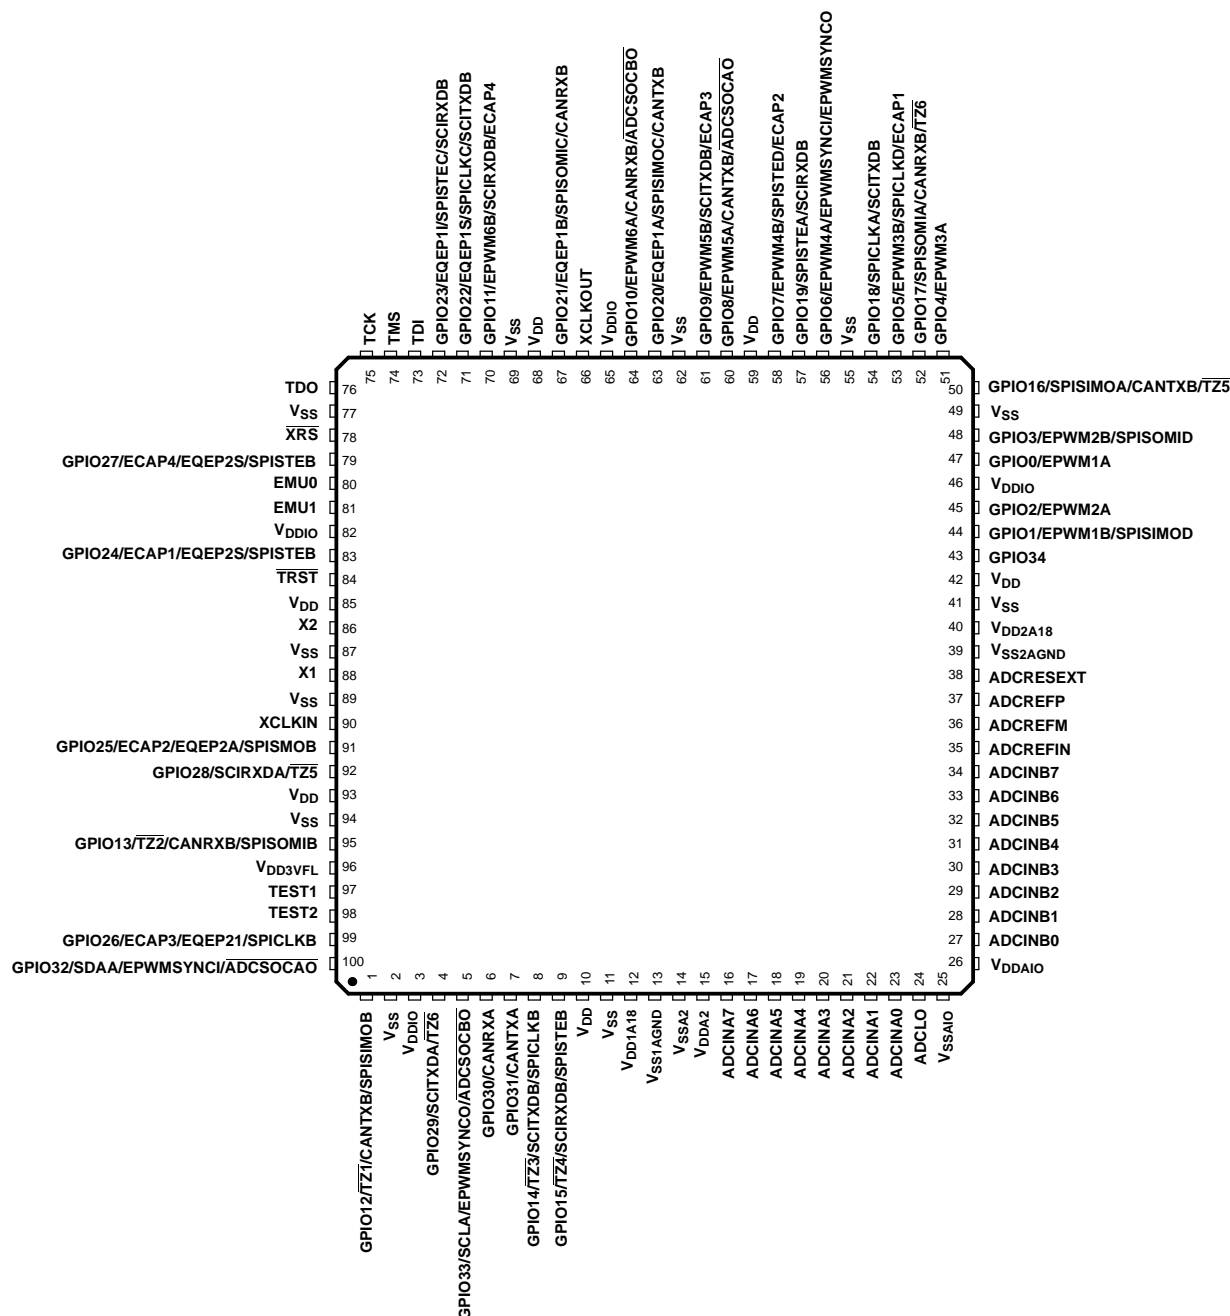 GPIO23/EQEP1I/SPISTEC/SCIRXDB
GPIO22/EQEP1S/SPICLKC/SCITXDB
GPIO11/EPWM6B/SCIRXDB/ECAP4
GPIO21/EQEP1B/SPISOMIC/CANRXB
GPIO10/EPWM6A/CANRXB/ADCSOCBO
GPIO20/EQEP1A/SPISIMOC/CANTXB
GPIO9/EPWM5B/SCITXDB/ECAP3
GPIO8/EPWM5A/CANTXB/ADCSOCAO
GPIO7/EPWM4B/SPISTED/ECAP2
GPIO19/SPISTEA/SCIRXDB
GPIO6/EPWM4A/EPWMSYNCI/EPWMSYNCO
GPIO18/SPICLKA/SCITXDB
GPIO5/EPWM3B/SPICLKD/ECAP1
GPIO17/SPISOMIA/CANRXB/TZ6
GPIO4/EPWM3A
TCK
TMS
TDI
VSS
VDD
XCLKOUT
VDDIO
VSS
VDD
VSS
75
74
73
72
71
70
69
68
67
66
65
64
63
62
61
60
59
58
57
56
55
54
53
52
51
TDO 76
VSS 77
XRS 78
GPIO27/ECAP4/EQEP2S/SPISTEB 79
EMU0 80
EMU1 81
VDDIO 82
GPIO24/ECAP1/EQEP2S/SPISTEB 83
TRST 84
VDD 85
X2 86
VSS 87
X1 88
VSS 89
XCLKIN 90
GPIO25/ECAP2/EQEP2A/SPISMOB 91
GPIO28/SCIRXDA/TZ5 92
VDD 93
VSS 94
GPIO13/TZ2/CANRXB/SPISOMIB 95
VDD3VFL 96
TEST1 97
TEST2 98
GPIO26/ECAP3/EQEP21/SPICLKB 99
GPIO32/SDAA/EPWMSYNCI/ADCSOCAO 100
50 GPIO16/SPISIMOA/CANTXB/TZ5
49 VSS
48 GPIO3/EPWM2B/SPISOMID
47 GPIO0/EPWM1A
46 VDDIO
45 GPIO2/EPWM2A
44 GPIO1/EPWM1B/SPISIMOD
43 GPIO34
42 VDD
41 VSS
40 VDD2A18
39 VSS2AGND
38 ADCRESEXT
37 ADCREFP
36 ADCREFM
35 ADCREFIN
34 ADCINB7
33 ADCINB6
32 ADCINB5
31 ADCINB4
30 ADCINB3
29 ADCINB2
28 ADCINB1
27 ADCINB0
26 VDDAIO
1
2
3
4
5
6
7
8
9
10
11
12
13
14
15
16
17
18
19
20
21
22
23
24
25
GPIO12/TZ1/CANTXB/SPISIMOB
VSS
VDDIO
GPIO29/SCITXDA/TZ6
GPIO33/SCLA/EPWMSYNCO/ADCSOCBO
GPIO30/CANRXA
GPIO31/CANTXA
GPIO14/TZ3/SCITXDB/SPICLKB
GPIO15/TZ4/SCIRXDB/SPISTEB
VDD
VSS
VDD1A18
VSS1AGND
VSSA2
VDDA2
ADCINA7
ADCINA6
ADCINA5
ADCINA4
ADCINA3
ADCINA2
ADCINA1
ADCINA0
ADCLO
VSSAIO